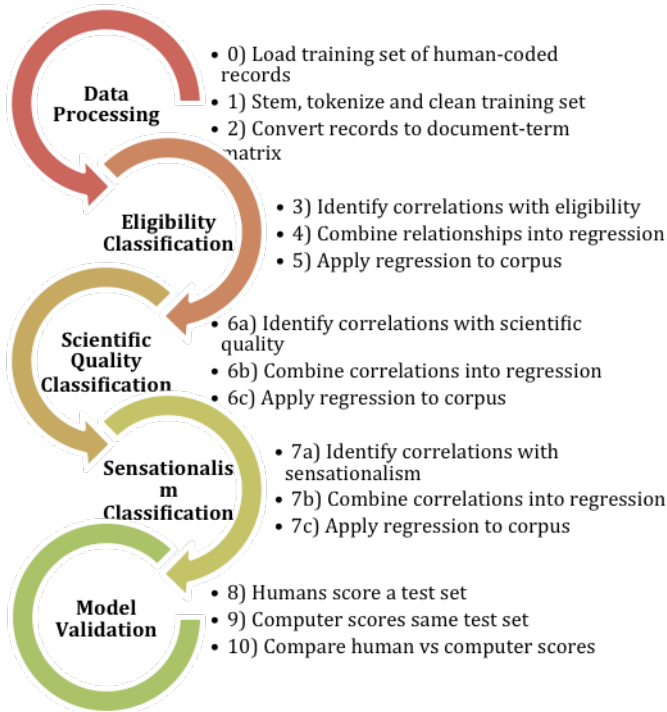 • 0) Load training set of human-coded
records
Data
Processing
• 1) Stem, tokenize and clean training set
• 2) Convert records to document-term
matrix
Eligibility
Classification
• 3) Identify correlations with eligibility
• 4) Combine relationships into regression
• 5) Apply regression to corpus
Scientific
Quality
Classification
• 6a) Identify correlations with scientific
quality
• 6b) Combine correlations into regression
• 6c) Apply regression to corpus
Sensationalis
m
Classification
• 7a) Identify correlations with
sensationalism
• 7b) Combine correlations into regression
• 7c) Apply regression to corpus
Model
Validation
• 8) Humans score a test set
• 9) Computer scores same test set
• 10) Compare human vs computer scores